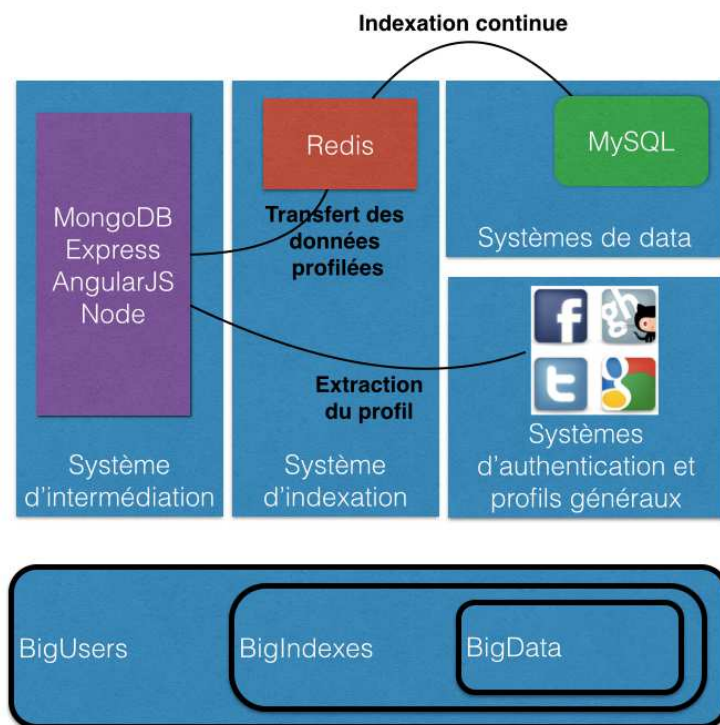 Indexation continue
Redis
MySQL
MongoDB
Express
AngularJS
Node
Transfert des
données
profilées
Systèmes de data
f
gh
t
g
Extraction
du profil
Système
d'intermédiation
Système
d'indexation
Systèmes
d'authentication et
profils généraux
BigUsers
BigIndexes
BigData